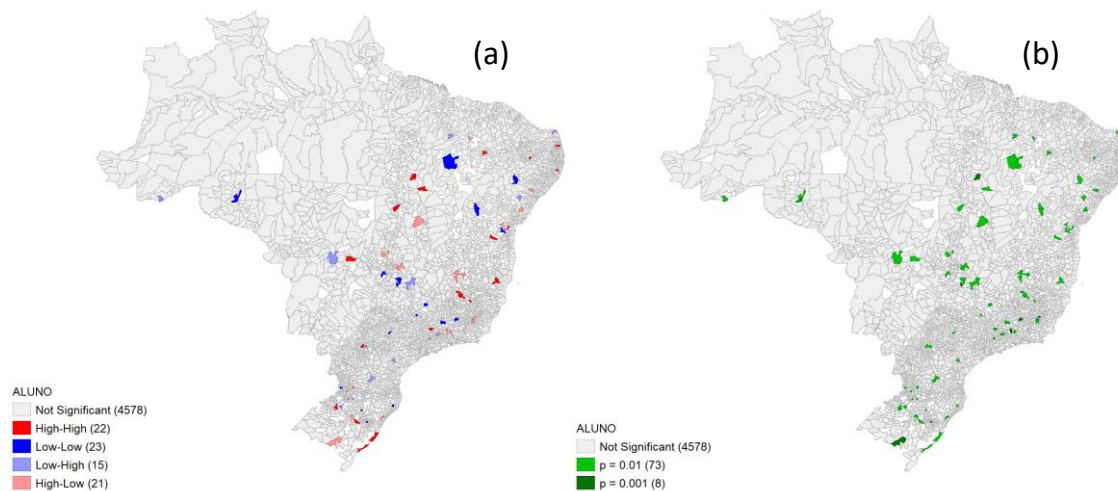 (a)
ALUNO
Not Significant (4578)
High-High (22)
Low-Low (23)
Low-High (15)
High-Low (21)
(b)
ALUNO
Not Significant (4578)
p = 0.01 (73)
p = 0.001 (8)